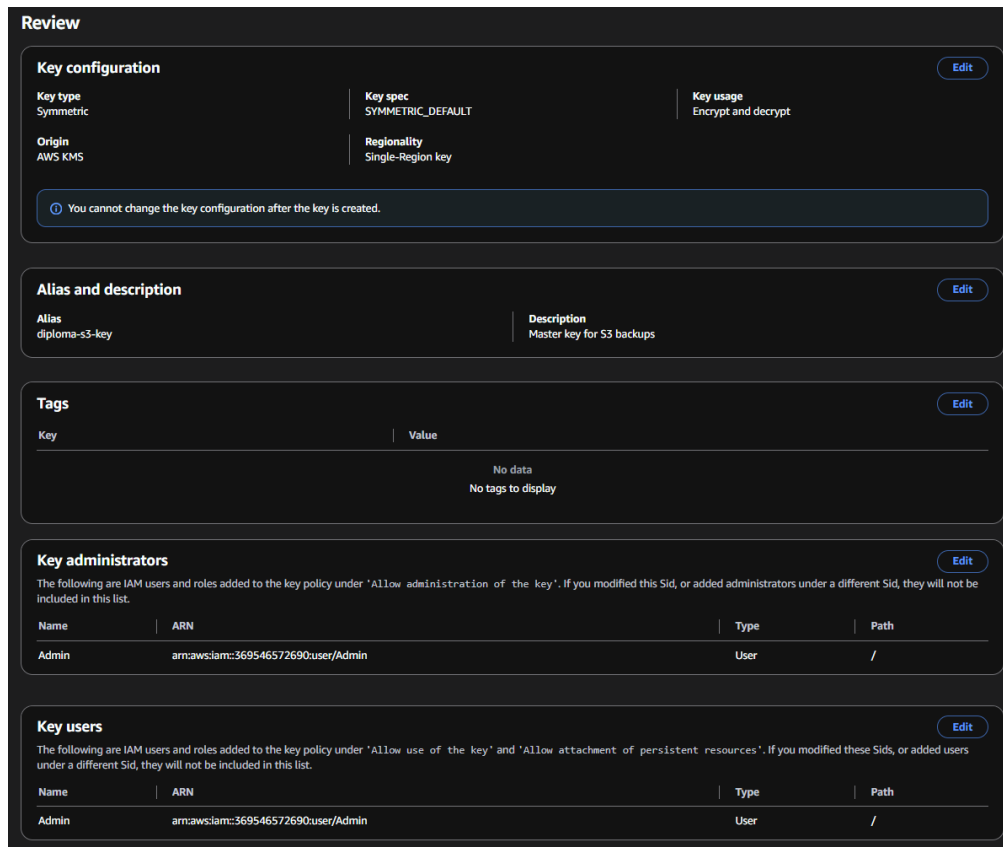 Review
Key configuration
Edit
Key type
Symmetric
Key spec
SYMMETRIC_DEFAULT
Key usage
Encrypt and decrypt
Origin
AWS KMS
Regionality
Single-Region key
You cannot change the key configuration after the key is created.
Alias and description
Edit
Alias
diploma-s3-key
Description
Master key for S3 backups
Tags
Edit
Key Value
No data
No tags to display
Key administrators
Edit
The following are IAM users and roles added to the key policy under 'Allow administration of the key'. If you modified this Sid, or added administrators under a different Sid, they will not be
included in this list.
Name ARN Type Path
Admin arn:aws:iam::369546572690:user/Admin User /
Key users
Edit
The following are IAM users and roles added to the key policy under 'Allow use of the key' and 'Allow attachment of persistent resources'. If you modified these Sids, or added users
under a different Sid, they will not be included in this list.
Name ARN Type Path
Admin arn:aws:iam::369546572690:user/Admin User /